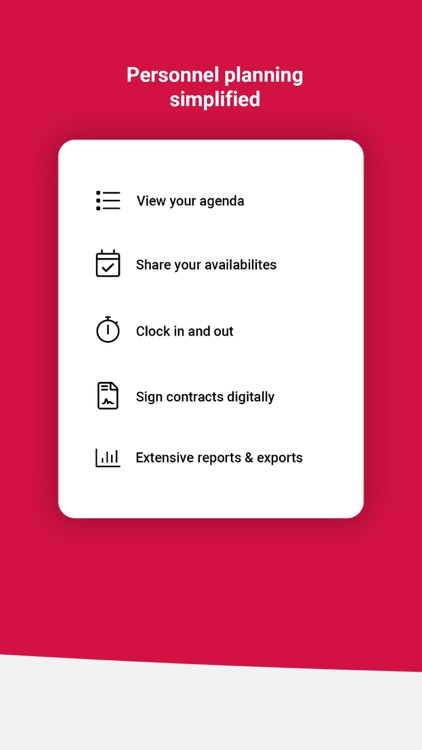 Personnel planning
simplified
View your agenda
Share your availabilites
Clock in and out
Sign contracts digitally
Extensive reports & exports